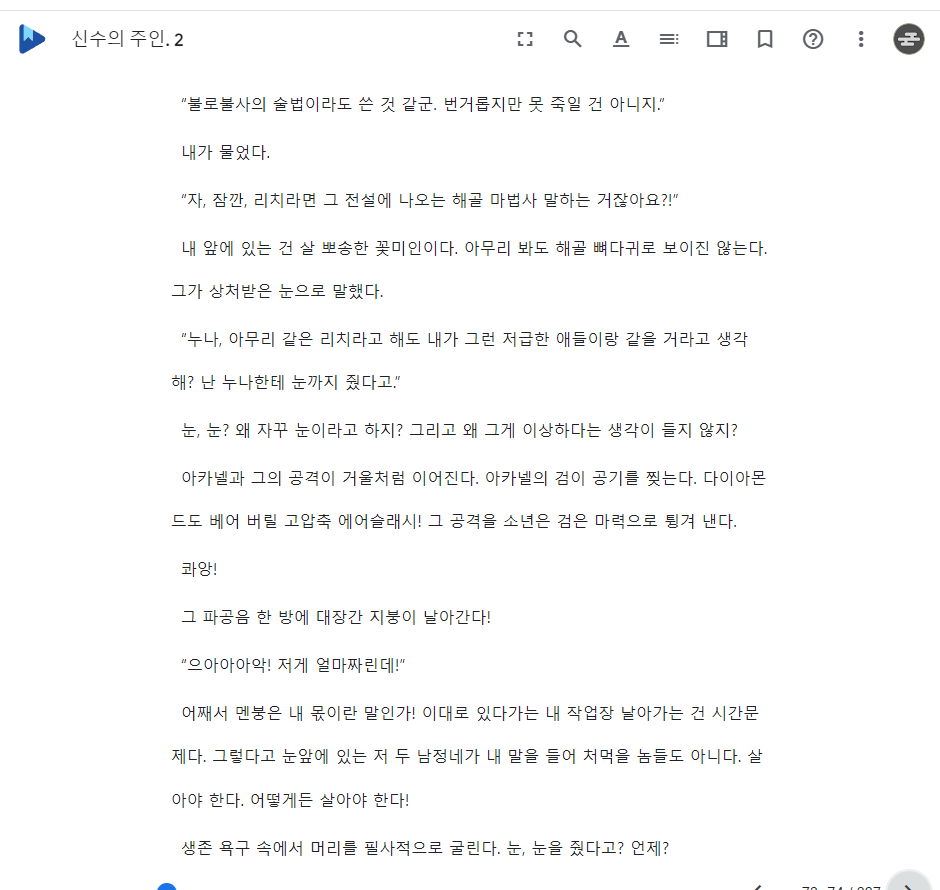 신수의 주인. 2
“불로불사의 술법이라도 쓴 것 같군. 번거롭지만 못 죽일 건 아니지.”
내가 물었다.
“자, 잠깐, 리치라면 그 전설에 나오는 해골 마법사 말하는 거잖아요?!”
내 앞에 있는 건 살 뽀송한 꽃미인이다. 아무리 봐도 해골 뼈다귀로 보이진 않는다.
그가 상처받은 눈으로 말했다.
“누나, 아무리 같은 리치라고 해도 내가 그런 저급한 애들이랑 같을 거라고 생각
해? 난 누나한테 눈까지 줬다고.”
눈, 눈? 왜 자꾸 눈이라고 하지? 그리고 왜 그게 이상하다는 생각이 들지 않지?
아카넬과 그의 공격이 거울처럼 이어진다. 아카넬의 검이 공기를 찢는다. 다이아몬
드도 베어 버릴 고압축 에어슬래시! 그 공격을 소년은 검은 마력으로 튕겨 낸다.
콰앙!
그 파공음 한 방에 대장간 지붕이 날아간다!
“으아아아악! 저게 얼마짜린데!”
어째서 멘붕은 내 몫이란 말인가! 이대로 있다가는 내 작업장 날아가는 건 시간문
제다. 그렇다고 눈앞에 있는 저 두 남정네가 내 말을 들어 처먹을 놈들도 아니다. 살
아야 한다. 어떻게든 살아야 한다!
생존 욕구 속에서 머리를 필사적으로 굴린다. 눈, 눈을 줬다고? 언제?